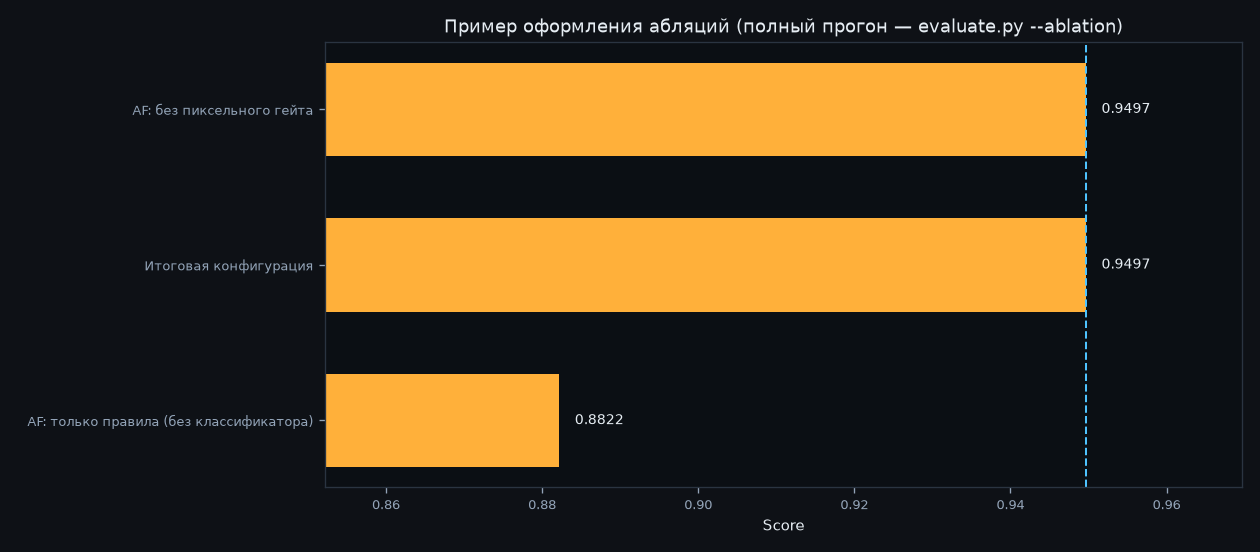 Пример оформления абляций (полный прогон — evaluate.py --ablation)
AF: без пиксельного гейта
0.9497
Итоговая конфигурация
0.9497
AF: только правила (без классификатора)
0.8822
0.86 0.88 0.90 0.92 0.94 0.96
Score